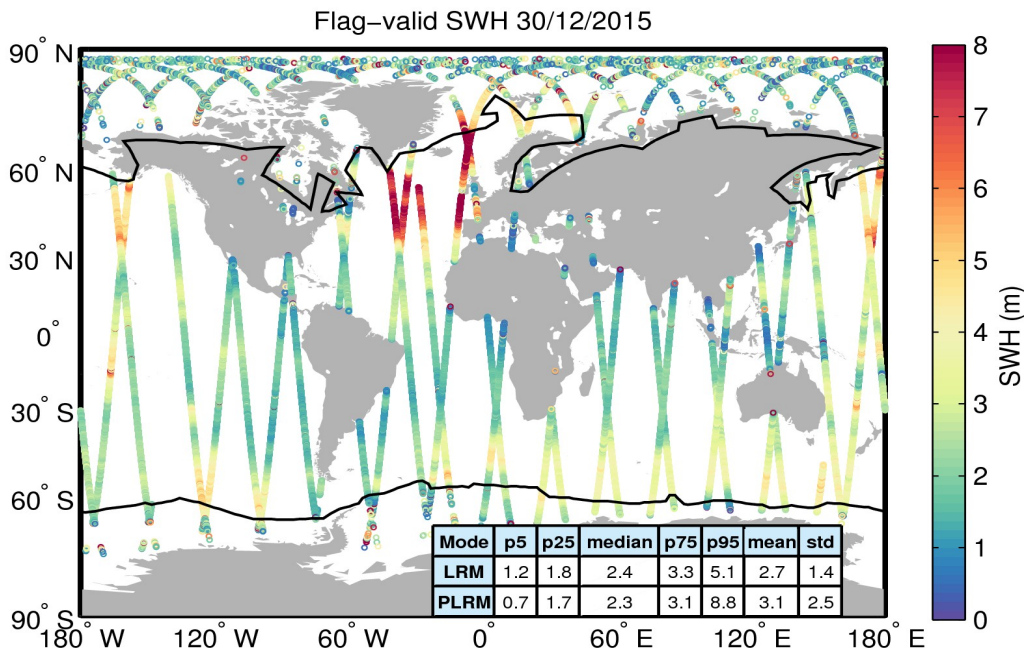 Flag−valid SWH 30/12/2015
90° N
60° N
30° N
0°
30° S
60° S
90° S
180° W
120° W
60° W
0°
60° E
120° E
180° E
8
7
6
5
4
3
2
1
0
SWH (m)
Mode p5 p25 median p75 p95 mean std
LRM 1.2 1.8 2.4 3.3 5.1 2.7 1.4
PLRM 0.7 1.7 2.3 3.1 8.8 3.1 2.5